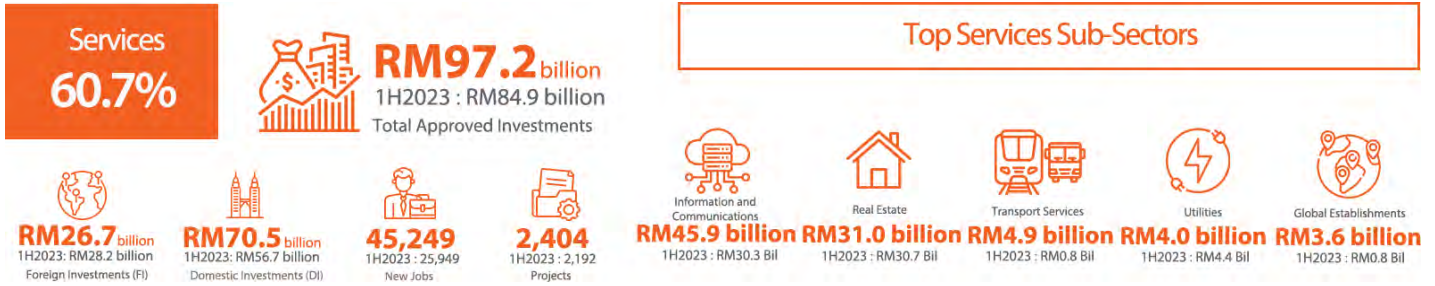 Services
60.7%
RM97.2 billion
1H2023 : RM84.9 billion
Total Approved Investments
RM26.7 billion
1H2023: RM28.2 billion
Foreign Investments (FI)
RM70.5 billion
1H2023: RM56.7 billion
Domestic Investments (DI)
45,249
1H2023 : 25,949
New Jobs
2,404
1H2023 : 2,192
Projects
Top Services Sub-Sectors
Information and
Communications
RM45.9 billion
1H2023 : RM30.3 Bil
Real Estate
RM31.0 billion
1H2023 : RM30.7 Bil
Transport Services
RM4.9 billion
1H2023 : RM0.8 Bil
Utilities
RM4.0 billion
1H2023 : RM4.4 Bil
Global Establishments
RM3.6 billion
1H2023 : RM0.8 Bil